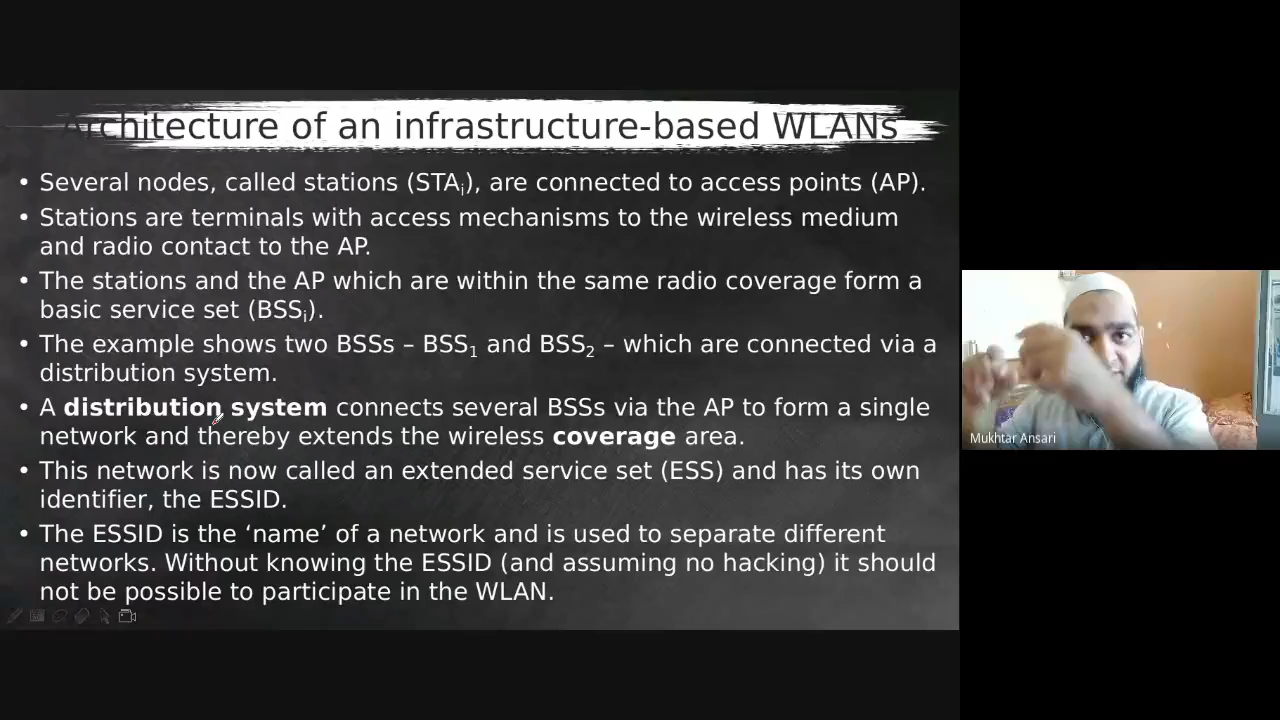 Architecture of an infrastructure-based WLANs
• Several nodes, called stations (STAi), are connected to access points (AP).
• Stations are terminals with access mechanisms to the wireless medium
and radio contact to the AP.
• The stations and the AP which are within the same radio coverage form a
basic service set (BSSi).
• The example shows two BSSs – BSS1 and BSS2 – which are connected via a
distribution system.
• A distribution system connects several BSSs via the AP to form a single
network and thereby extends the wireless coverage area.
• This network is now called an extended service set (ESS) and has its own
identifier, the ESSID.
• The ESSID is the ‘name’ of a network and is used to separate different
networks. Without knowing the ESSID (and assuming no hacking) it should
not be possible to participate in the WLAN.
Mukhtar Ansari